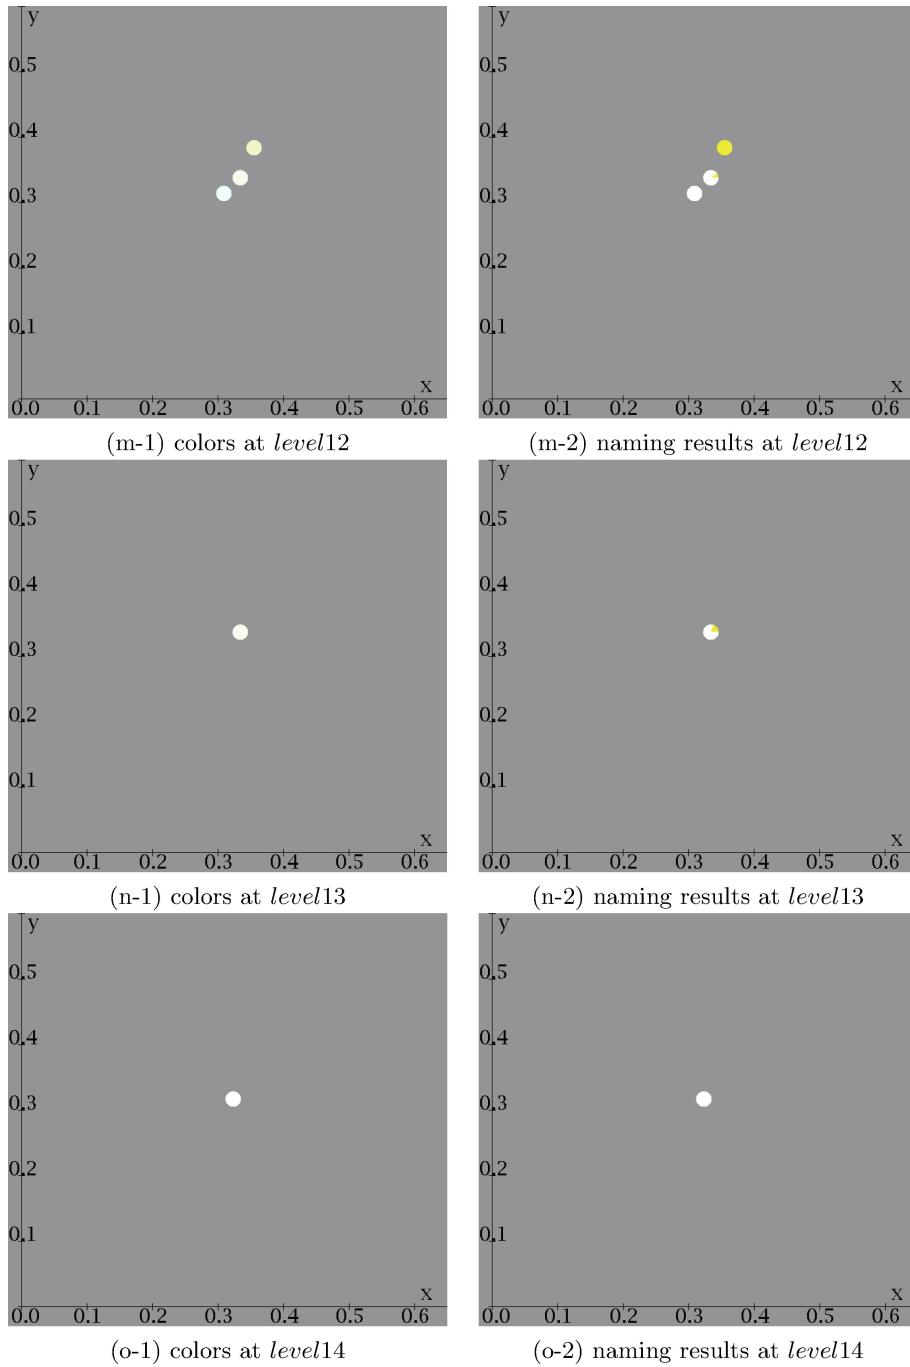 y y
0.5 0.5
0.4 0.4
0.3 0.3
0.2 0.2
0.1 0.1
x x
0.0 0.1 0.2 0.3 0.4 0.5 0.6 0.0 0.1 0.2 0.3 0.4 0.5 0.6
(m-1) colors at level12 (m-2) naming results at level12
y y
0.5 0.5
0.4 0.4
0.3 0.3
0.2 0.2
0.1 0.1
x x
0.0 0.1 0.2 0.3 0.4 0.5 0.6 0.0 0.1 0.2 0.3 0.4 0.5 0.6
(n-1) colors at level13 (n-2) naming results at level13
y y
0.5 0.5
0.4 0.4
0.3 0.3
0.2 0.2
0.1 0.1
x x
0.0 0.1 0.2 0.3 0.4 0.5 0.6 0.0 0.1 0.2 0.3 0.4 0.5 0.6
(o-1) colors at level14 (o-2) naming results at level14